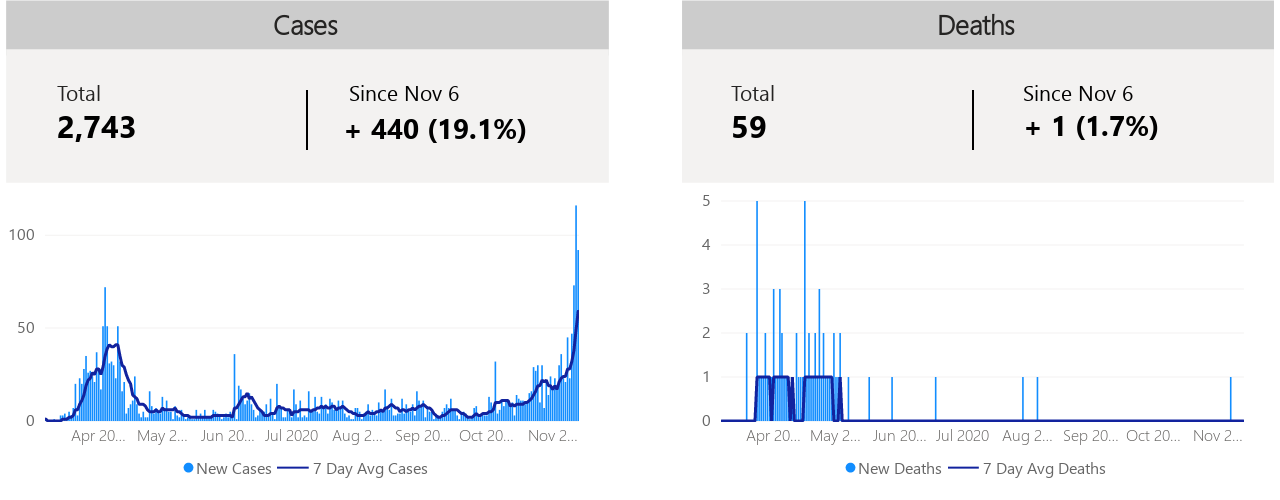 Cases
Total
2,743
Since Nov 6
+ 440 (19.1%)
100
50
0
Apr 20... May 2... Jun 20... Jul 2020 Aug 2... Sep 20... Oct 20... Nov 2...
New Cases 7 Day Avg Cases
Deaths
Total
59
Since Nov 6
+ 1 (1.7%)
5
4
3
2
1
0
Apr 20... May 2... Jun 20... Jul 2020 Aug 2... Sep 20... Oct 20... Nov 2...
New Deaths 7 Day Avg Deaths